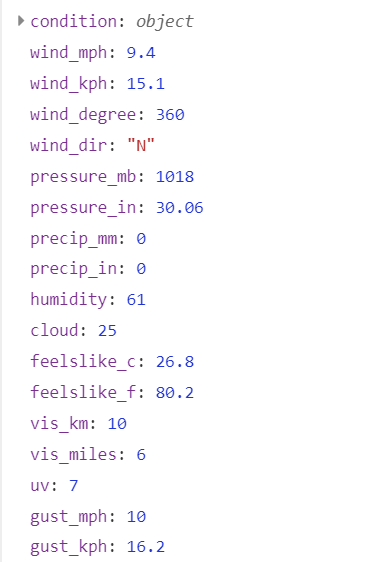 condition: object
wind_mph: 9.4
wind_kph: 15.1
wind_degree: 360
wind_dir: "N"
pressure_mb: 1018
pressure_in: 30.06
precip_mm: 0
precip_in: 0
humidity: 61
cloud: 25
feelslike_c: 26.8
feelslike_f: 80.2
vis_km: 10
vis_miles: 6
uv: 7
gust_mph: 10
gust_kph: 16.2